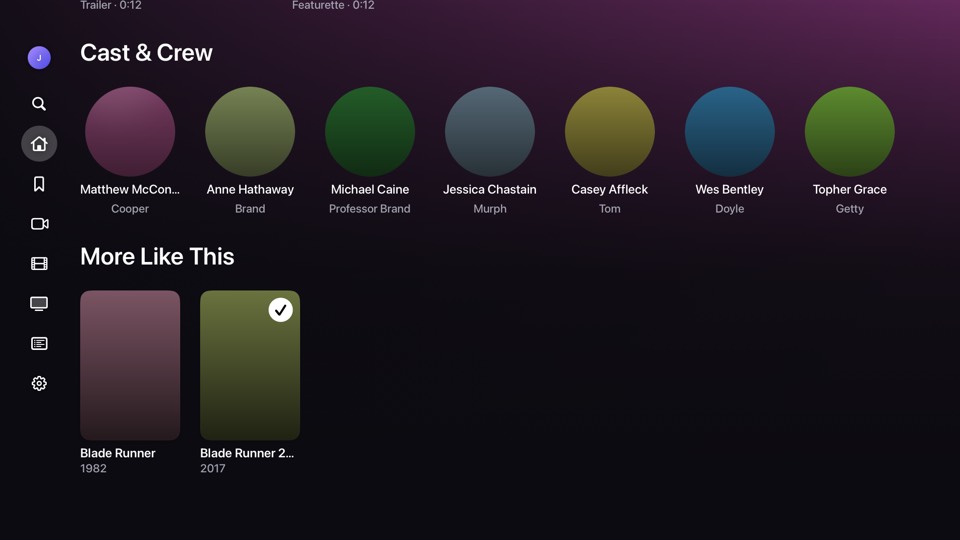 Trailer · 0:12
Featurette · 0:12
J
Cast & Crew
Matthew McCon...
Cooper
Anne Hathaway
Brand
Michael Caine
Professor Brand
Jessica Chastain
Murph
Casey Affleck
Tom
Wes Bentley
Doyle
Topher Grace
Getty
More Like This
Blade Runner
1982
Blade Runner 2...
2017